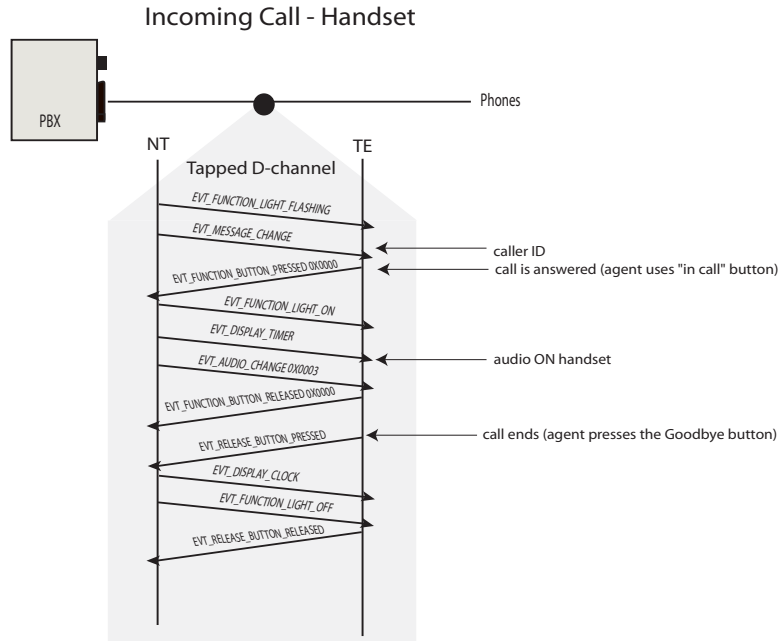 Incoming Call - Handset
PBX
Phones
NT
TE
Tapped D-channel
EVT_FUNCTION_LIGHT_FLASHING
EVT_MESSAGE_CHANGE
caller ID
EVT_FUNCTION_BUTTON_PRESSED 0X0000
call is answered (agent uses "in call" button)
EVT_FUNCTION_LIGHT_ON
EVT_DISPLAY_TIMER
audio ON handset
EVT_AUDIO_CHANGE 0X0003
EVT_FUNCTION_BUTTON_RELEASED 0X0000
EVT_RELEASE_BUTTON_PRESSED
call ends (agent presses the Goodbye button)
EVT_DISPLAY_CLOCK
EVT_FUNCTION_LIGHT_OFF
EVT_RELEASE_BUTTON_RELEASED